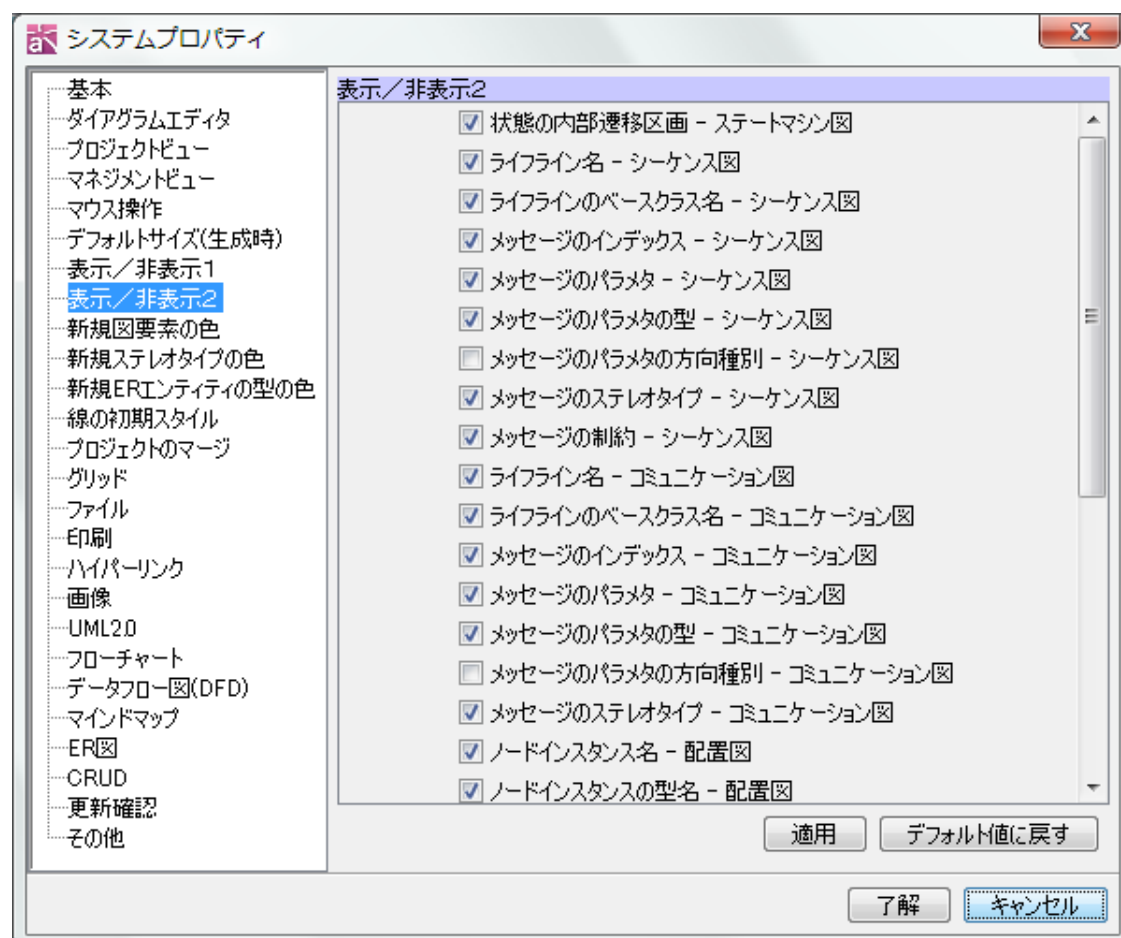 システムプロパティ
基本
ダイアグラムエディタ
プロジェクトビュー
マネジメントビュー
マウス操作
デフォルトサイズ(生成時)
表示／非表示1
表示／非表示2
新規図要素の色
新規ステレオタイプの色
新規ERエンティティの型の色
線の初期スタイル
プロジェクトのマージ
グリッド
ファイル
印刷
ハイパーリンク
画像
UML2.0
フローチャート
データフロー図(DFD)
マインドマップ
ER図
CRUD
更新確認
その他
表示／非表示2
状態の内部遷移区画 - ステートマシン図
ライフライン名 - シーケンス図
ライフラインのベースクラス名 - シーケンス図
メッセージのインデックス - シーケンス図
メッセージのパラメタ - シーケンス図
メッセージのパラメタの型 - シーケンス図
メッセージのパラメタの方向種別 - シーケンス図
メッセージのステレオタイプ - シーケンス図
メッセージの制約 - シーケンス図
ライフライン名 - コミュニケーション図
ライフラインのベースクラス名 - コミュニケーション図
メッセージのインデックス - コミュニケーション図
メッセージのパラメタ - コミュニケーション図
メッセージのパラメタの型 - コミュニケーション図
メッセージのパラメタの方向種別 - コミュニケーション図
メッセージのステレオタイプ - コミュニケーション図
ノードインスタンス名 - 配置図
ノードインスタンスの型名 - 配置図
適用
デフォルト値に戻す
了解
キャンセル